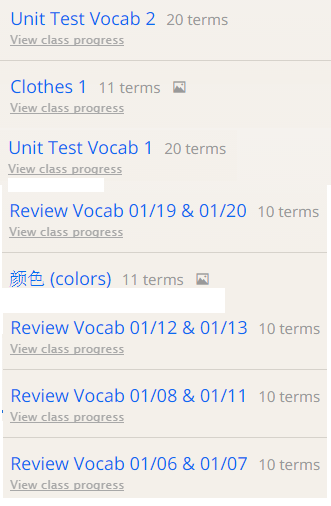 Unit Test Vocab 2 20 terms
View class progress
Clothes 1 11 terms
View class progress
Unit Test Vocab 1 20 terms
View class progress
Review Vocab 01/19 & 01/20 10 terms
View class progress
颜色 (colors) 11 terms
Review Vocab 01/12 & 01/13 10 terms
View class progress
Review Vocab 01/08 & 01/11 10 terms
View class progress
Review Vocab 01/06 & 01/07 10 terms
View class progress